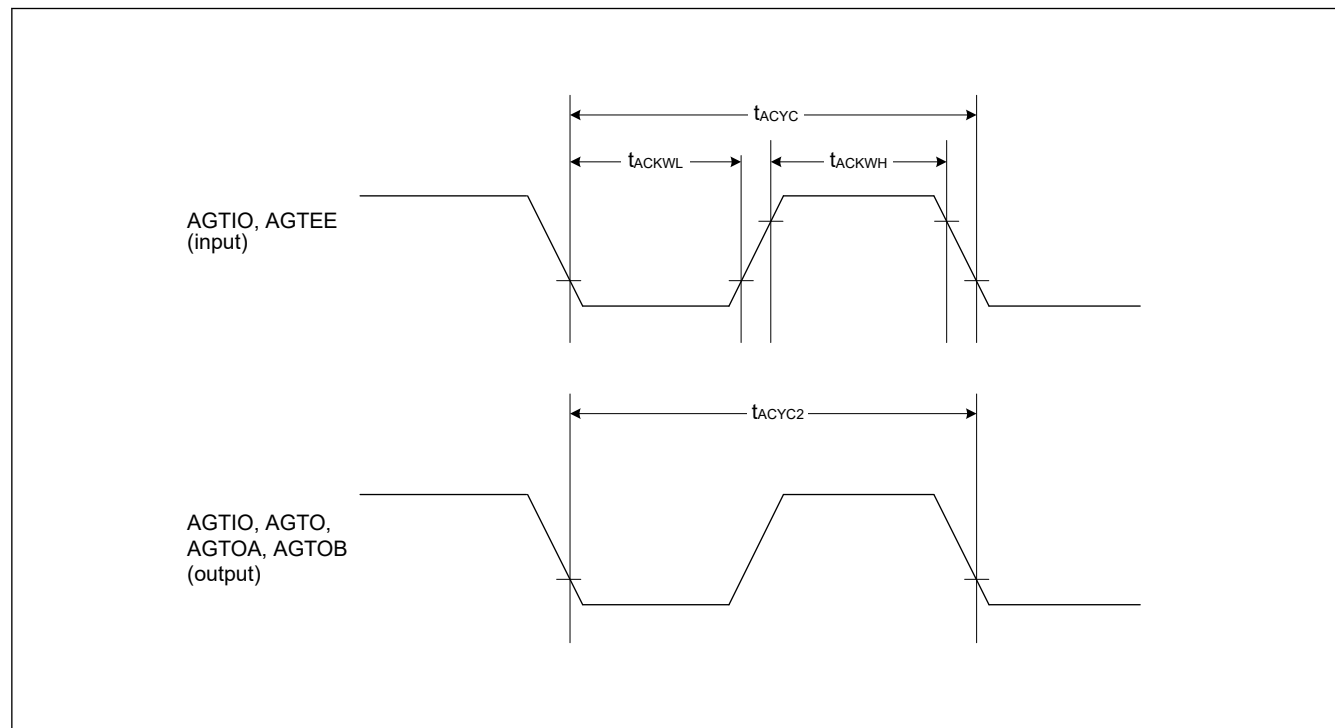 tACYC
tACKWL
tACKWH
AGTIO, AGTEE
(input)
tACYC2
AGTIO, AGTO,
AGTOA, AGTOB
(output)